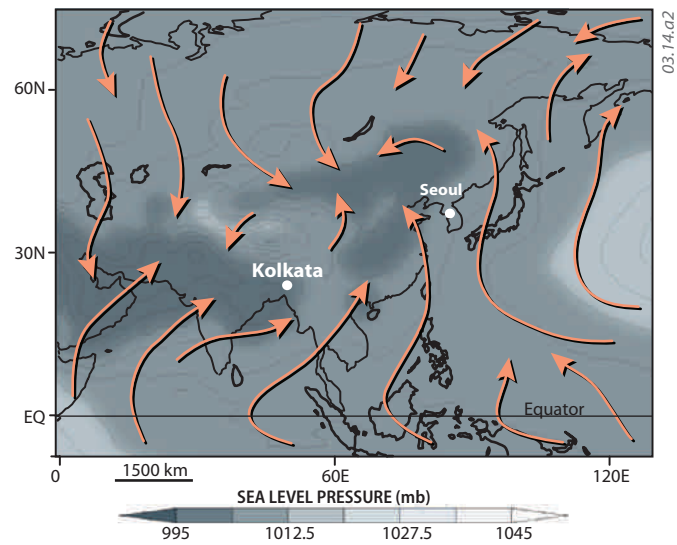 03.14.a2
60N
Seoul
30N
Kolkata
EQ
Equator
0
1500 km
60E
120E
SEA LEVEL PRESSURE (mb)
995
1012.5
1027.5
1045